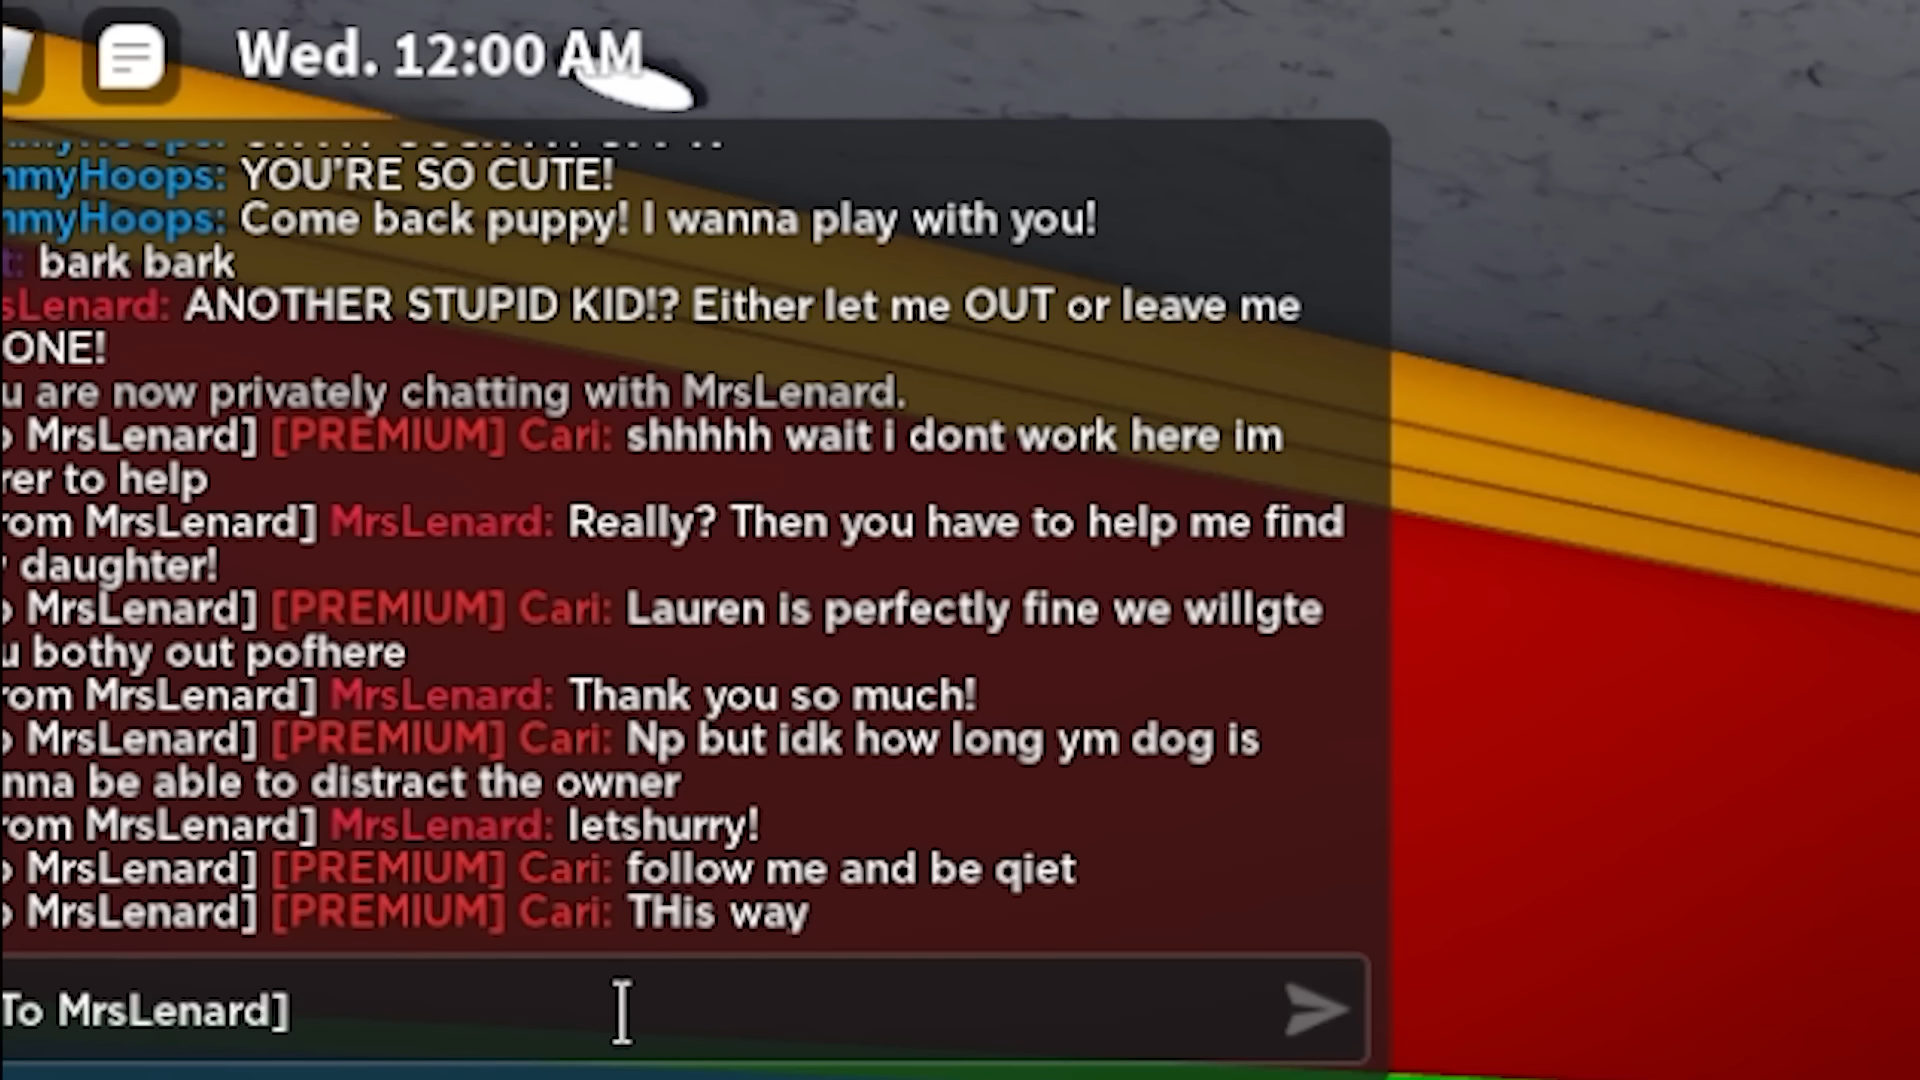 Wed. 12:00 AM
mmyHoops: YOU'RE SO CUTE!
mmyHoops: Come back puppy! I wanna play with you!
t: bark bark
sLenard: ANOTHER STUPID KID!? Either let me OUT or leave me
ONE!
u are now privately chatting with MrsLenard.
o MrsLenard] [PREMIUM] Cari: shhhhh wait i dont work here im
rer to help
rom MrsLenard] MrsLenard: Really? Then you have to help me find
daughter!
o MrsLenard] [PREMIUM] Cari: Lauren is perfectly fine we willgte
u bothy out pofhere
rom MrsLenard] MrsLenard: Thank you so much!
o MrsLenard] [PREMIUM] Cari: Np but idk how long ym dog is
nna be able to distract the owner
rom MrsLenard] MrsLenard: letshurry!
o MrsLenard] [PREMIUM] Cari: follow me and be qiet
o MrsLenard] [PREMIUM] Cari: THis way
To MrsLenard]